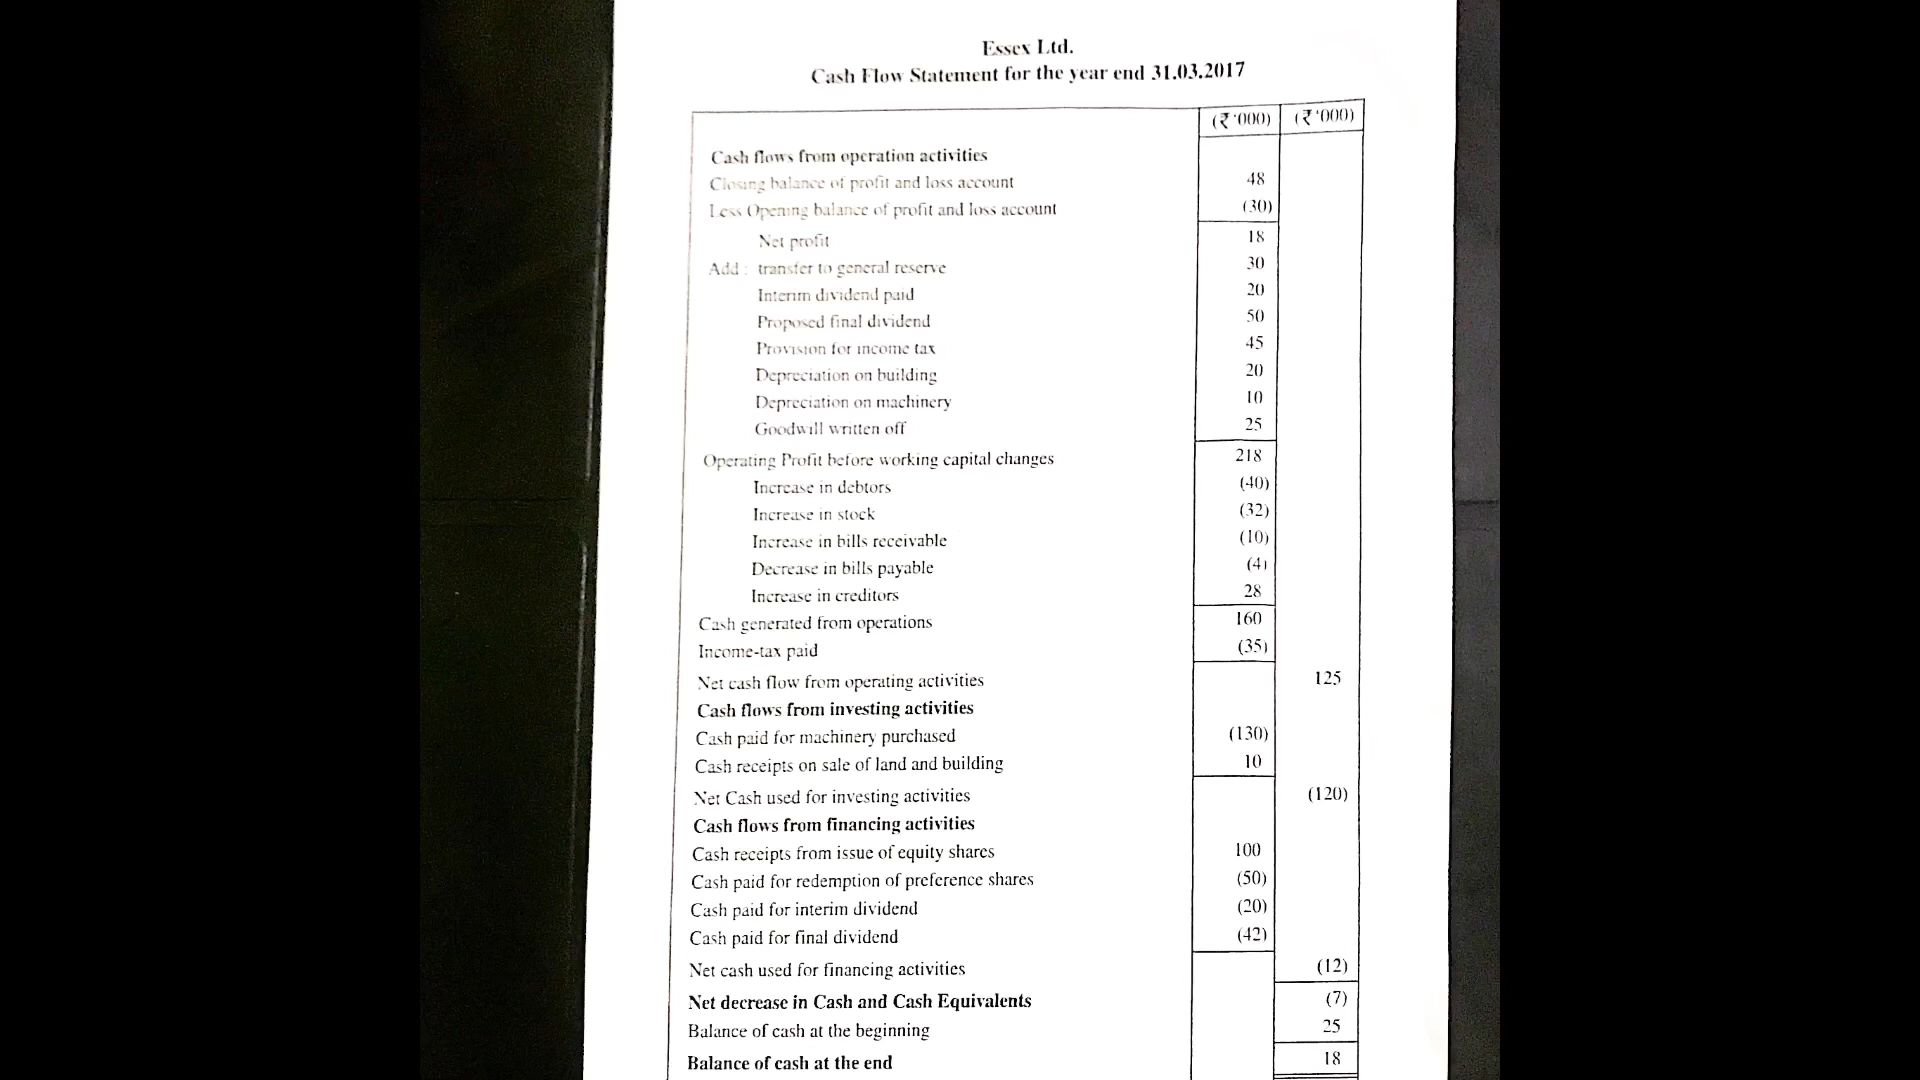 Essex Ltd.
Cash Flow Statement for the year end 31.03.2017
(₹ '000) (₹ '000)
Cash flows from operation activities
Closing balance of profit and loss account 48
Less Opening balance of profit and loss account (30)
Net profit 18
Add : transfer to general reserve 30
Interim dividend paid 20
Proposed final dividend 50
Provision for income tax 45
Depreciation on building 20
Depreciation on machinery 10
Goodwill written off 25
Operating Profit before working capital changes 218
Increase in debtors (40)
Increase in stock (32)
Increase in bills receivable (10)
Decrease in bills payable (4)
Increase in creditors 28
Cash generated from operations 160
Income-tax paid (35)
Net cash flow from operating activities 125
Cash flows from investing activities
Cash paid for machinery purchased (130)
Cash receipts on sale of land and building 10
Net Cash used for investing activities (120)
Cash flows from financing activities
Cash receipts from issue of equity shares 100
Cash paid for redemption of preference shares (50)
Cash paid for interim dividend (20)
Cash paid for final dividend (42)
Net cash used for financing activities (12)
Net decrease in Cash and Cash Equivalents (7)
Balance of cash at the beginning 25
Balance of cash at the end 18